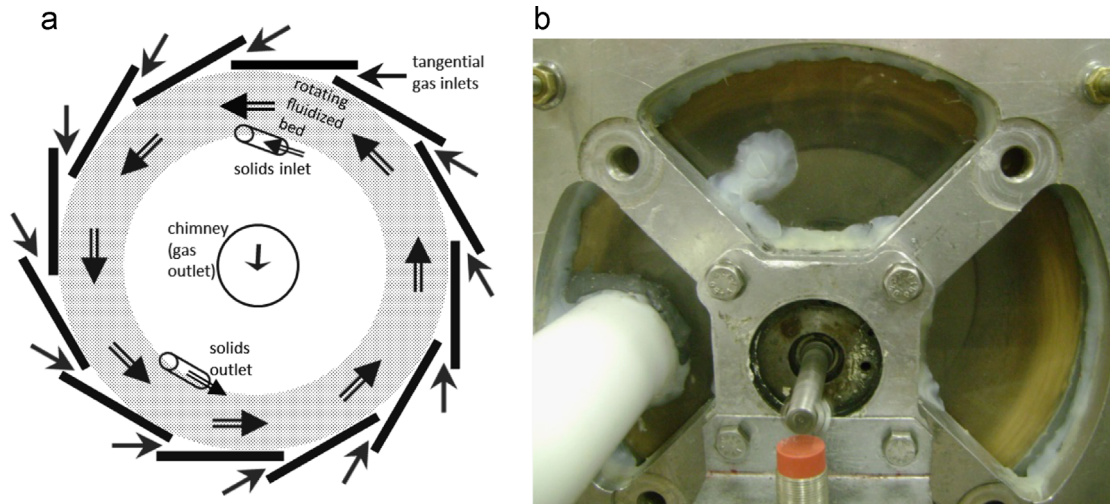 a
b
tangential
gas inlets
rotating
fluidized
bed
solids inlet
chimney
(gas
outlet)
solids
outlet